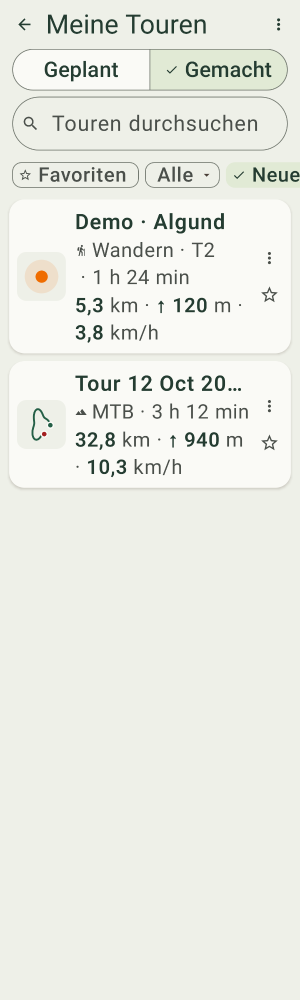 Meine Touren
Geplant
Gemacht
Touren durchsuchen
Favoriten
Alle
Neue
Demo · Algund
Wandern · T2
· 1 h 24 min
5,3 km · ↑ 120 m ·
3,8 km/h
Tour 12 Oct 20…
MTB · 3 h 12 min
32,8 km · ↑ 940 m
· 10,3 km/h